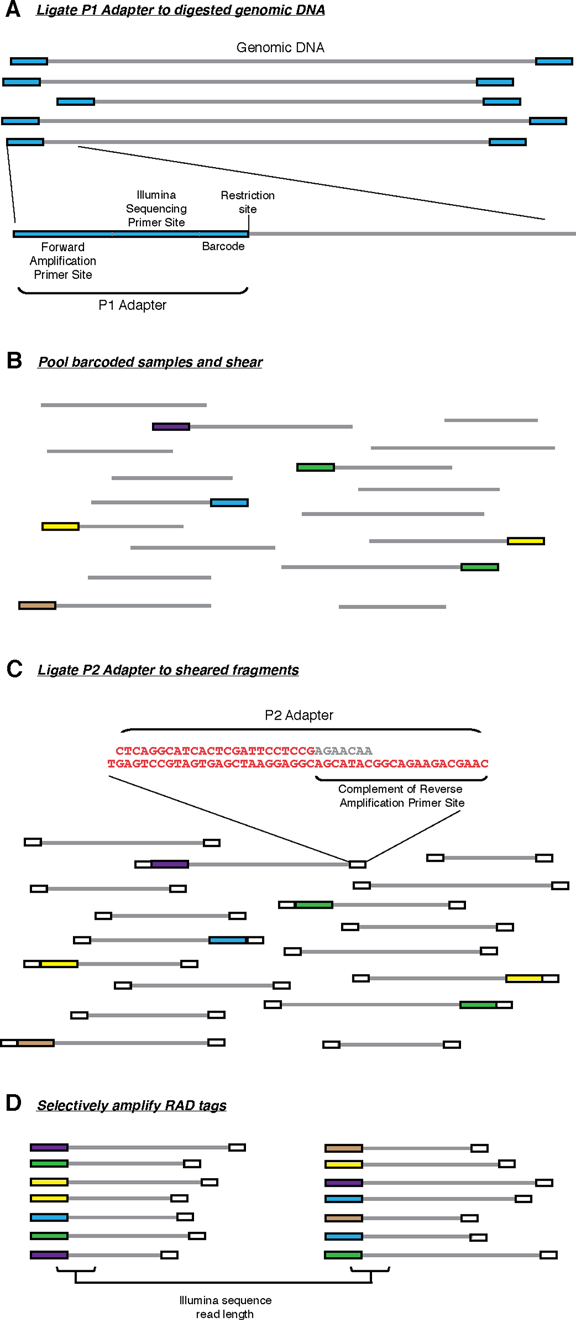 A Ligate P1 Adapter to digested genomic DNA
Genomic DNA
Illumina
Sequencing
Primer Site
Restriction
site
Forward
Amplification
Primer Site
Barcode
P1 Adapter
B Pool barcoded samples and shear
C Ligate P2 Adapter to sheared fragments
P2 Adapter
CTCAGGCATCACTCGATTCCTCCGAGAACAA
TGAGTCCGTAGTGAGCTAAGGAGGCAGCATACGGCAGAAGACGAAC
Complement of Reverse
Amplification Primer Site
D Selectively amplify RAD tags
Illumina sequence
read length